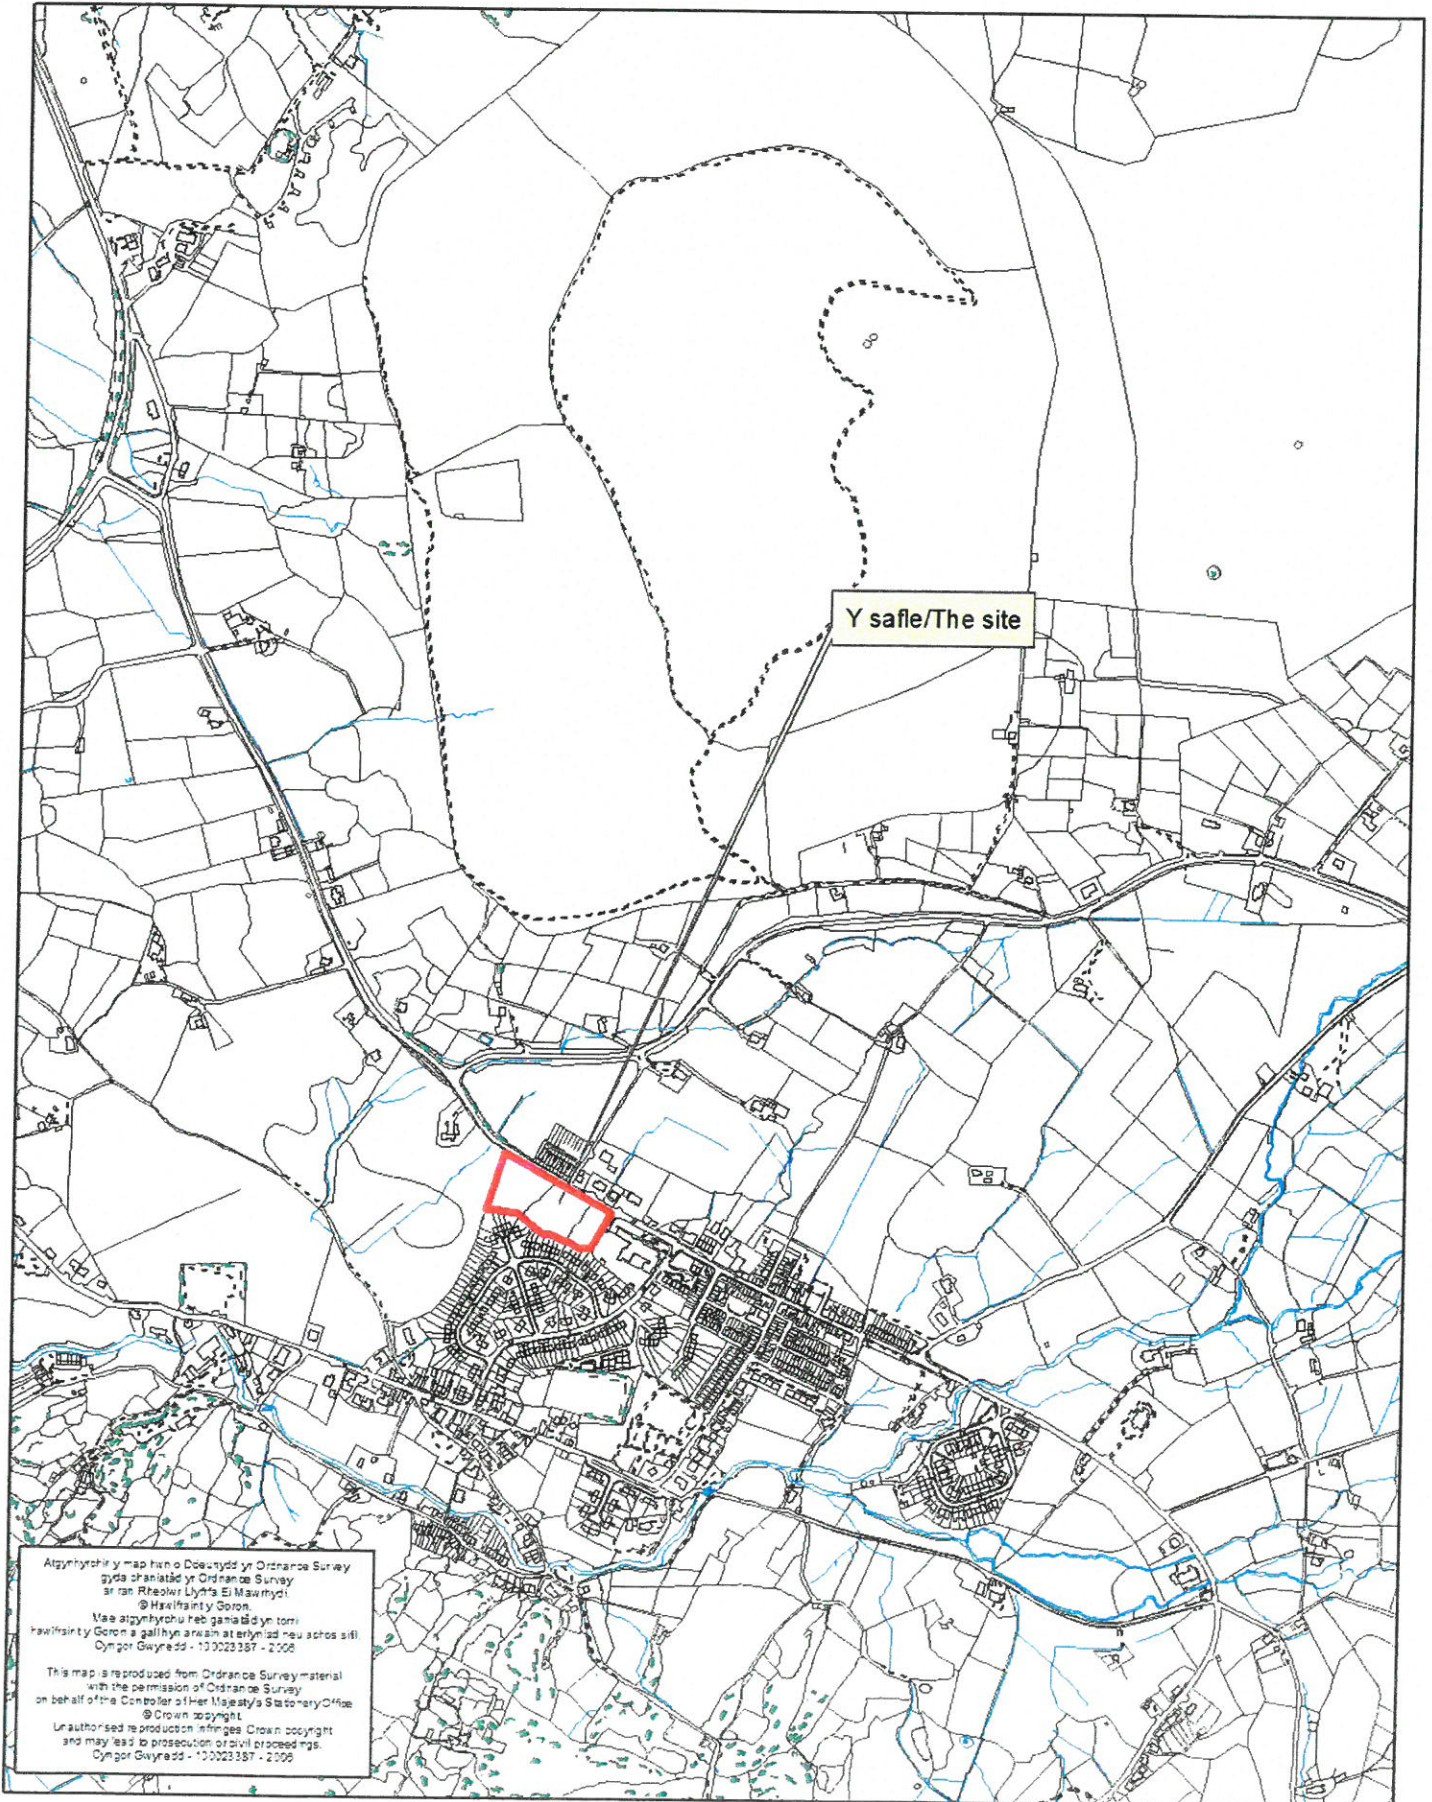 Y safle/The site
Atgynhyrchir y map hwn o Ddeunydd yr Ordnance Survey
gyda chaniatâd yr Ordnance Survey
ar ran Rheolwr Llyfrfa Ei Mawrhydi.
© Hawlfraint y Goron.
Mae atgynhyrchu heb ganiatâd yn torri
hawlfraint y Goron a gall hyn arwain at erlyniad neu achos sifil.
Cyngor Gwynedd - 100023387 - 2006
This map is reproduced from Ordnance Survey material
with the permission of Ordnance Survey
on behalf of the Controller of Her Majesty's Stationery Office
© Crown copyright.
Unauthorised reproduction infringes Crown copyright
and may lead to prosecution or civil proceedings.
Cyngor Gwynedd - 100023387 - 2006